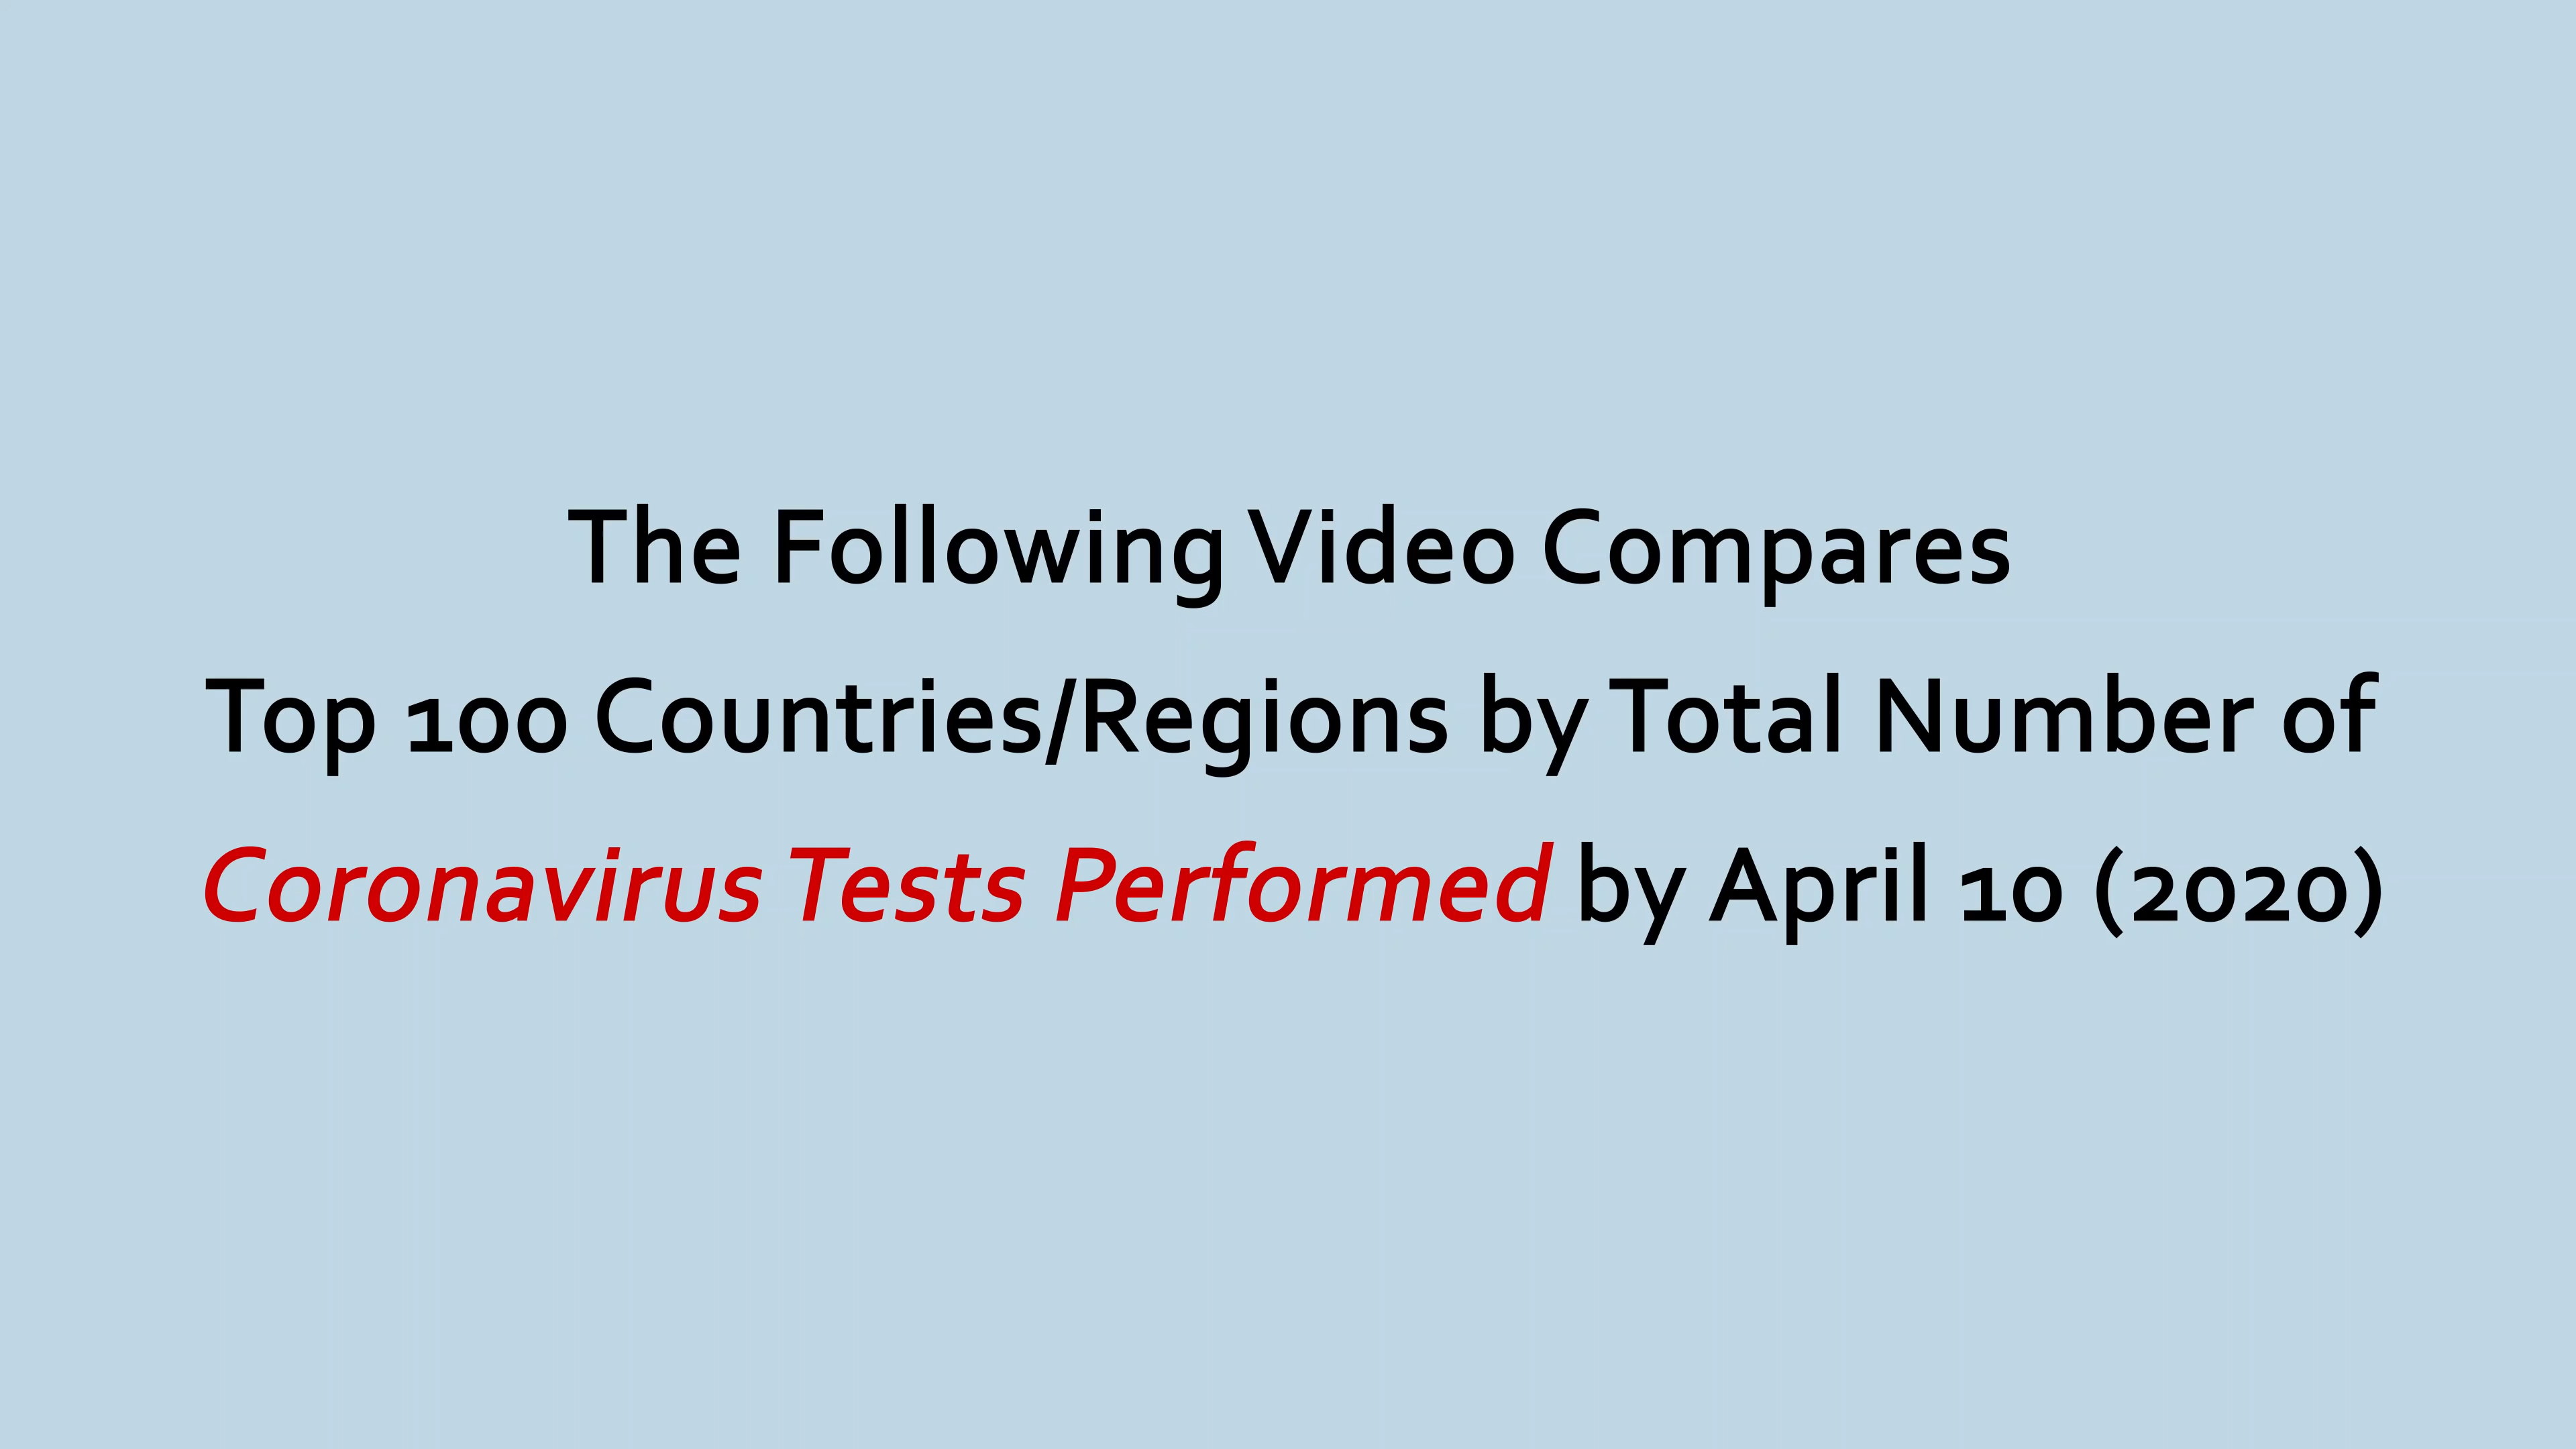 The Following Video Compares
Top 100 Countries/Regions by Total Number of
Coronavirus Tests Performed by April 10 (2020)